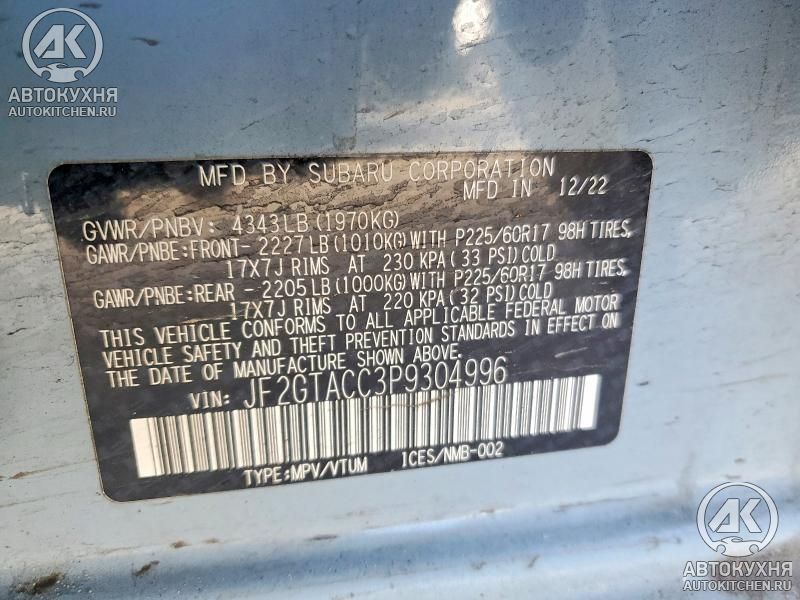 АК
АВТОКУХНЯ
AUTOKITCHEN.RU
MFD BY SUBARU CORPORATION
MFD IN 12/22
GVWR/PNBV: 4343LB (1970KG)
GAWR/PNBE:FRONT- 2227LB (1010KG) WITH P225/60R17 98H TIRES,
17X7J RIMS AT 230 KPA (33 PSI) COLD
GAWR/PNBE:REAR - 2205LB (1000KG) WITH P225/60R17 98H TIRES,
17X7J RIMS AT 220 KPA (32 PSI) COLD
THIS VEHICLE CONFORMS TO ALL APPLICABLE FEDERAL MOTOR
VEHICLE SAFETY AND THEFT PREVENTION STANDARDS IN EFFECT ON
THE DATE OF MANUFACTURE SHOWN ABOVE.
VIN: JF2GTACC3P9304996
TYPE:MPV/VTUM ICES/NMB-002
АК
АВТОКУХНЯ
AUTOKITCHEN.RU